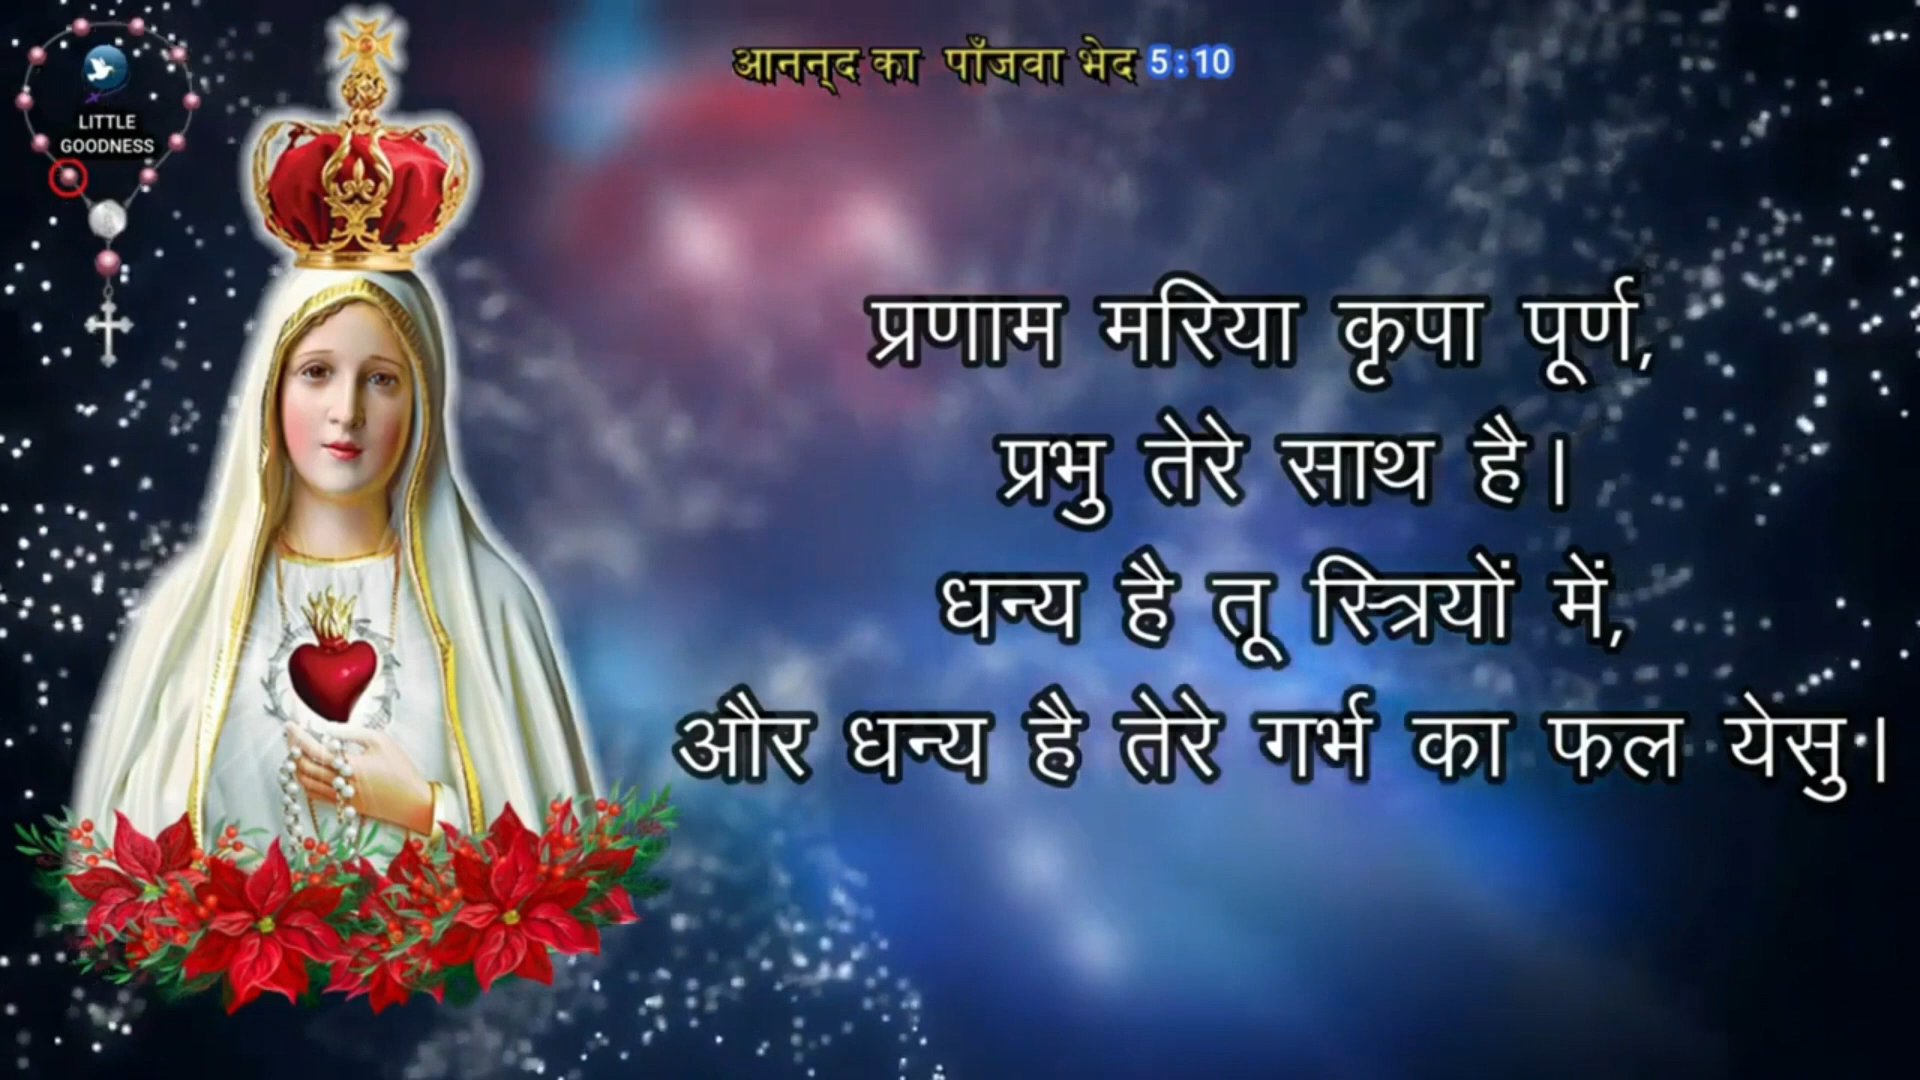 LITTLE
GOODNESS
आनन्द का पाँजवा भेद 5:10
प्रणाम मरिया कृपा पूर्ण,
प्रभु तेरे साथ है।
धन्य है तू स्त्रियों में,
और धन्य है तेरे गर्भ का फल येसु।